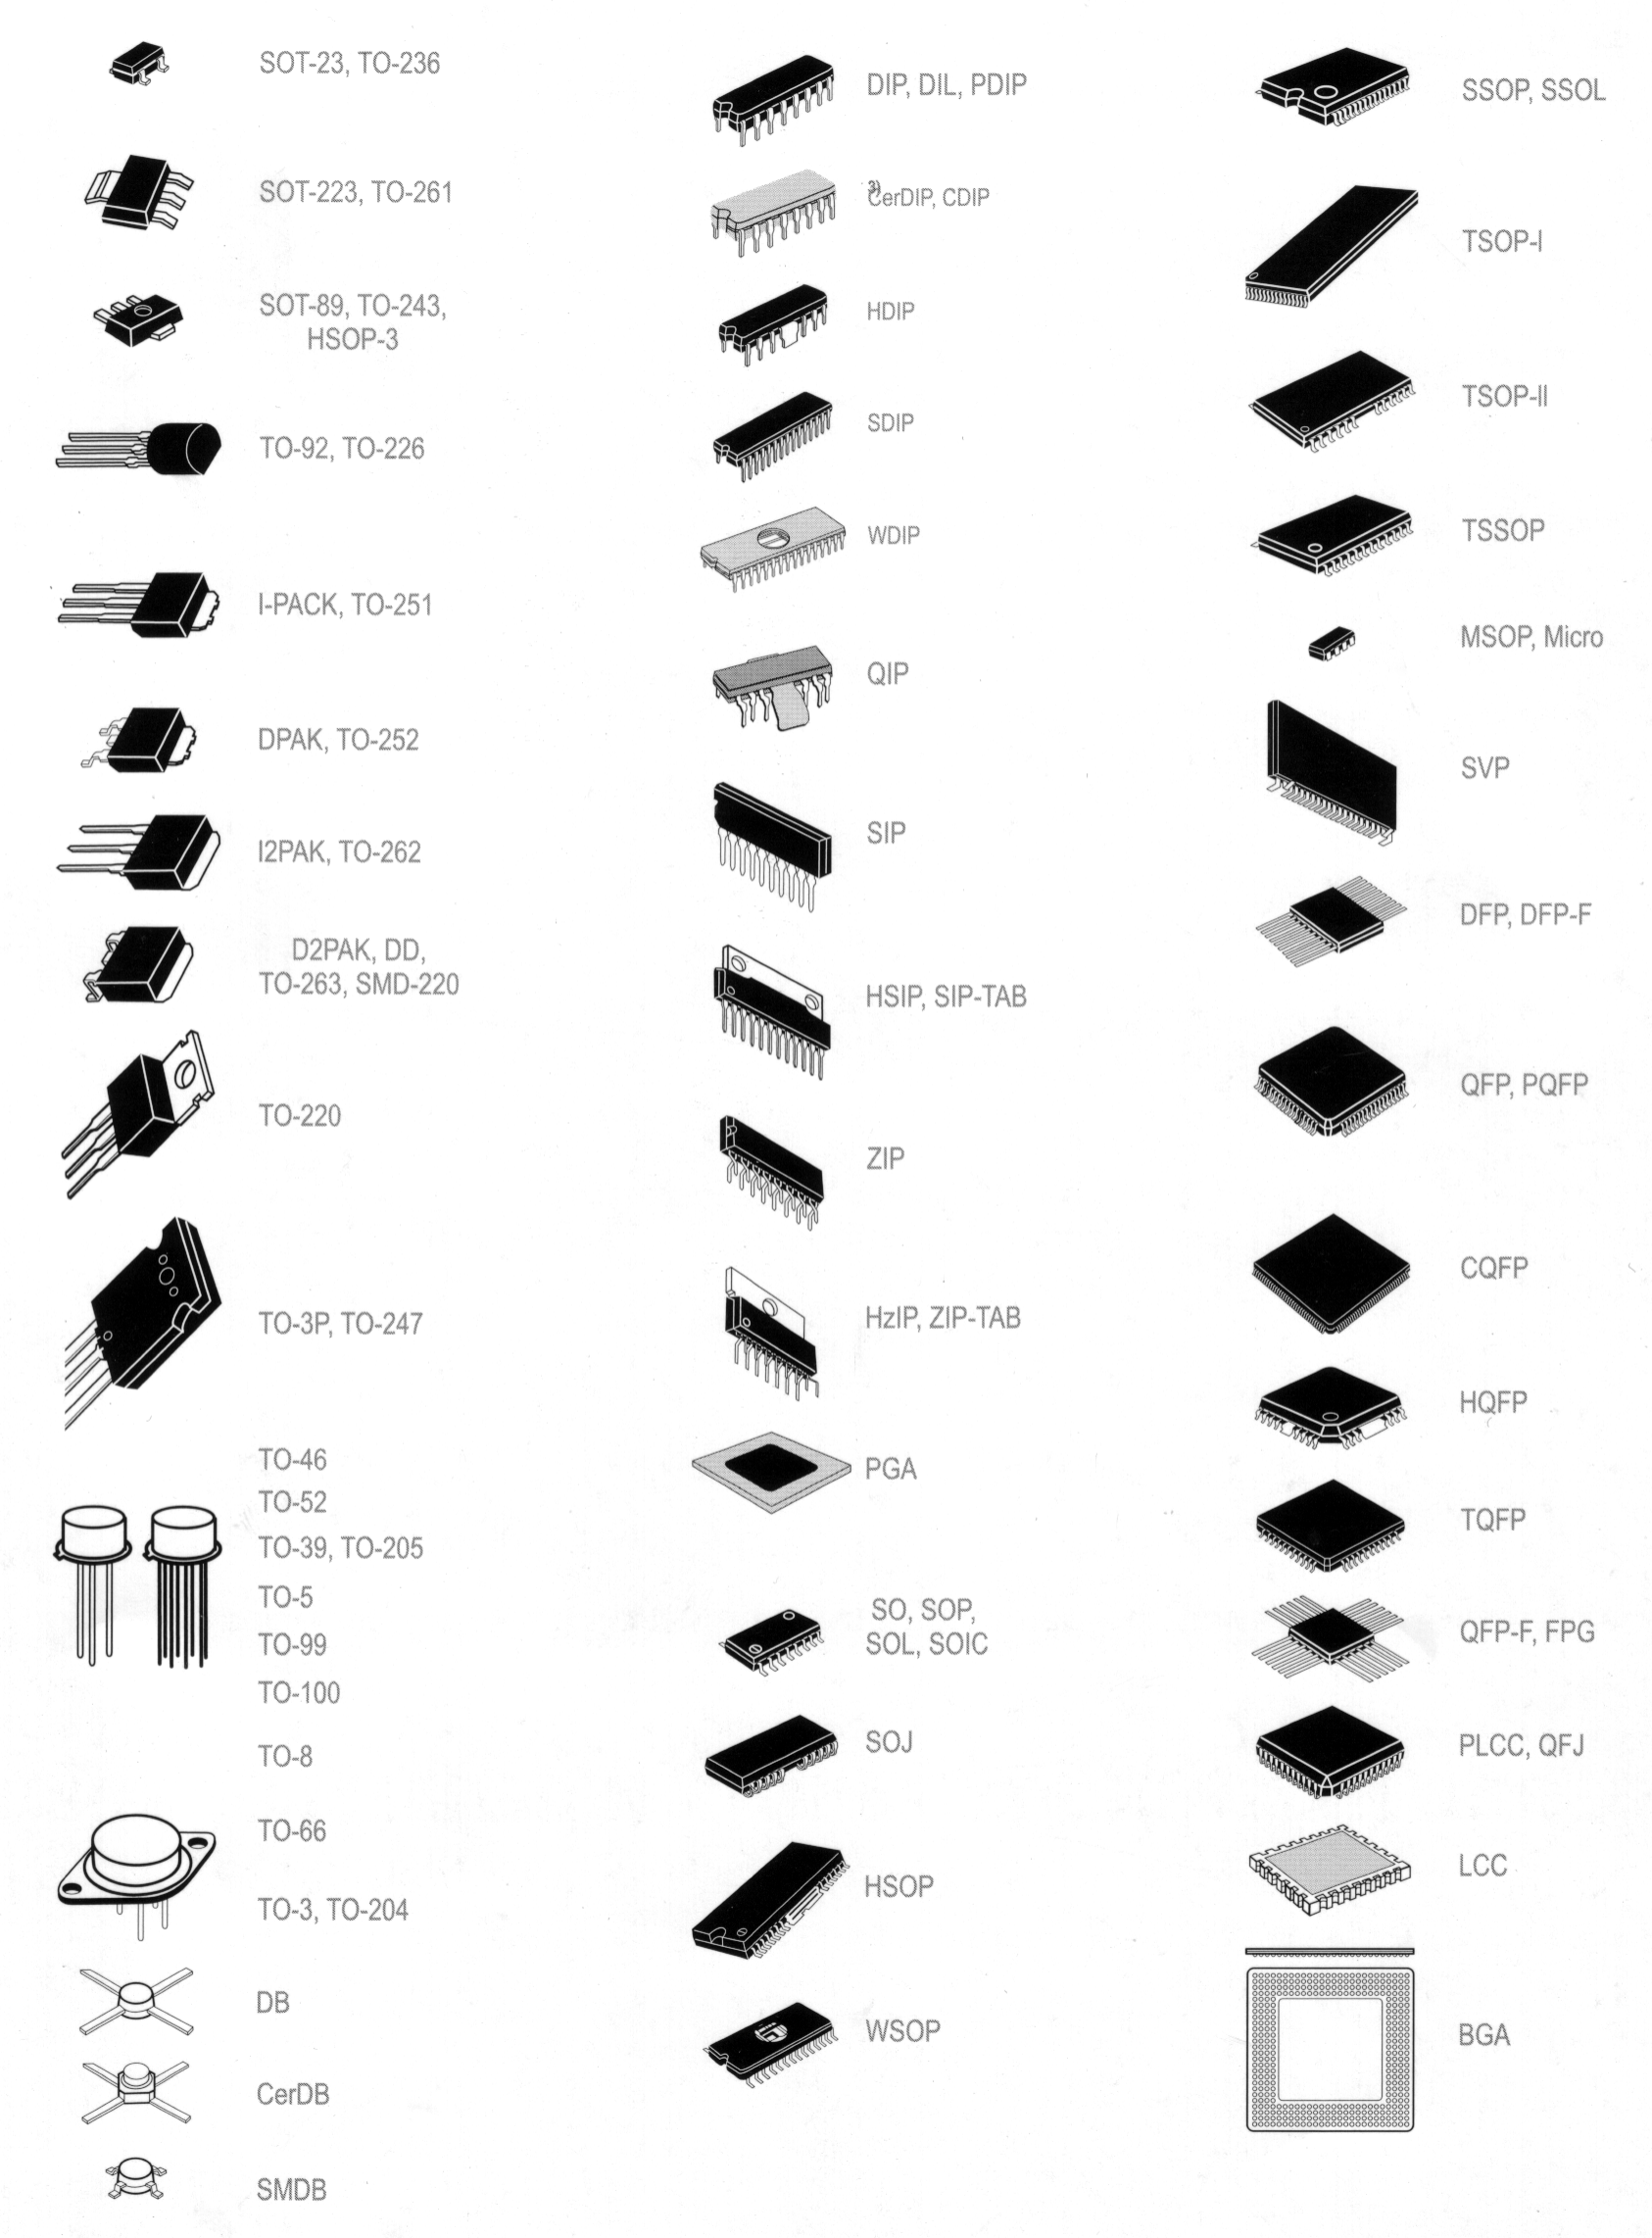 SOT-23, TO-236
SOT-223, TO-261
SOT-89, TO-243,
HSOP-3
TO-92, TO-226
I-PACK, TO-251
DPAK, TO-252
I2PAK, TO-262
D2PAK, DD,
TO-263, SMD-220
TO-220
TO-3P, TO-247
TO-46
TO-52
TO-39, TO-205
TO-5
TO-99
TO-100
TO-8
TO-66
TO-3, TO-204
DB
CerDB
SMDB
DIP, DIL, PDIP
CerDIP, CDIP
HDIP
SDIP
WDIP
QIP
SIP
HSIP, SIP-TAB
ZIP
HzIP, ZIP-TAB
PGA
SO, SOP,
SOL, SOIC
SOJ
HSOP
WSOP
SSOP, SSOL
TSOP-I
TSOP-II
TSSOP
MSOP, Micro
SVP
DFP, DFP-F
QFP, PQFP
CQFP
HQFP
TQFP
QFP-F, FPG
PLCC, QFJ
LCC
BGA